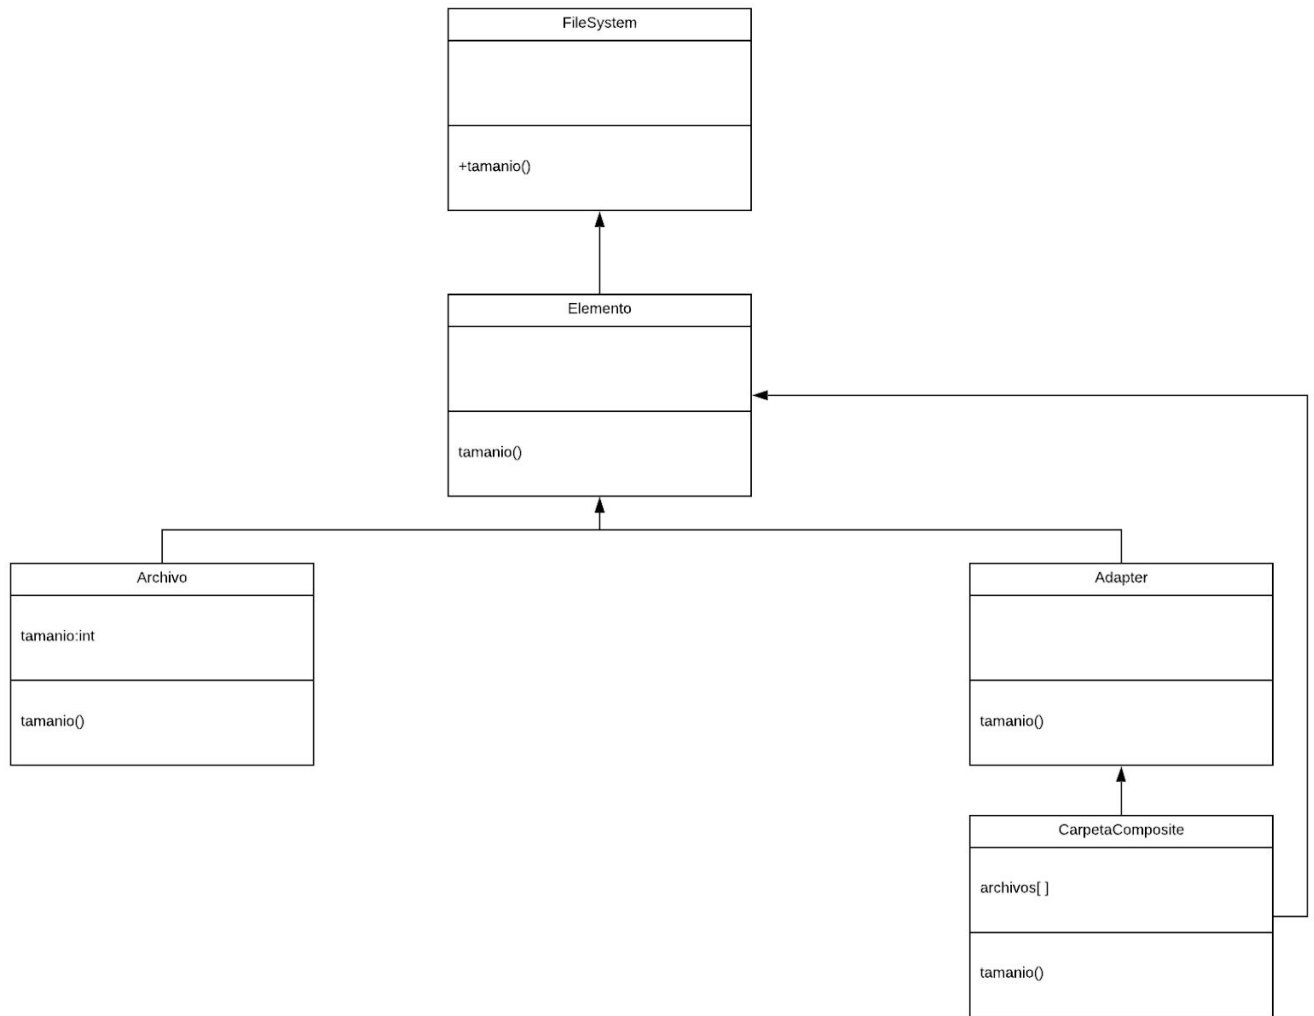 FileSystem
+tamanio()
Elemento
tamanio()
Archivo
tamanio:int
tamanio()
Adapter
tamanio()
CarpetaComposite
archivos[ ]
tamanio()